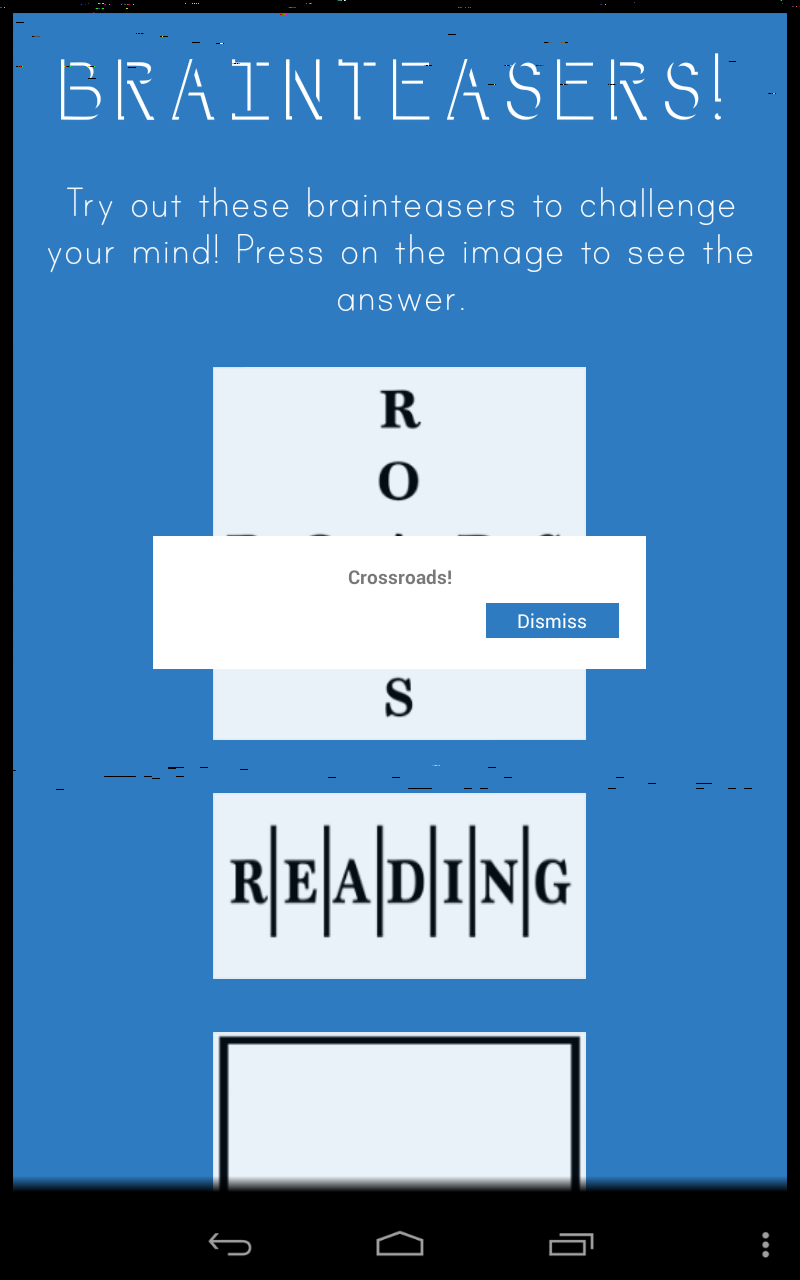 BRAINTEASERS!
Try out these brainteasers to challenge
your mind! Press on the image to see the
answer.
R
O
Crossroads!
Dismiss
S
R|E|A|D|I|N|G